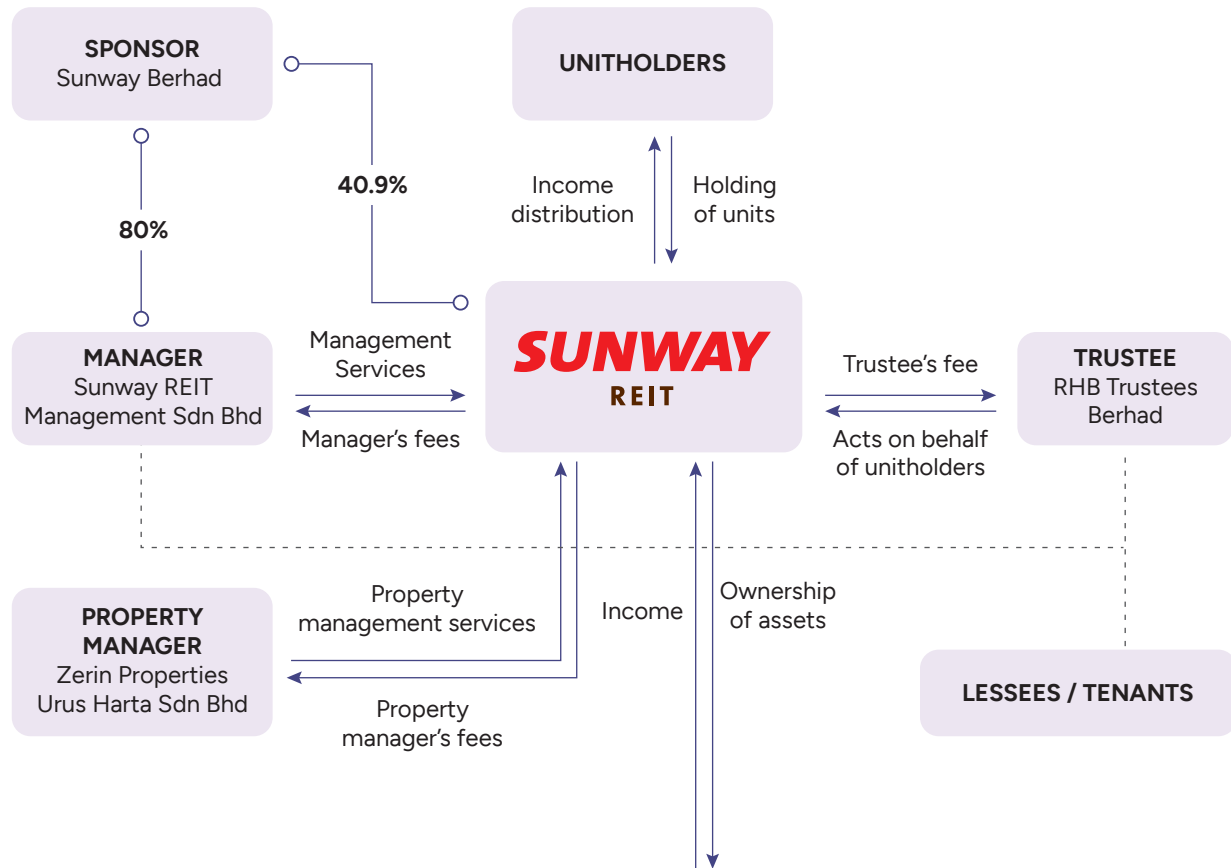 SPONSOR
Sunway Berhad
UNITHOLDERS
40.9%
80%
Income
distribution
Holding
of units
MANAGER
Sunway REIT
Management Sdn Bhd
Management
Services
Manager's fees
SUNWAY
REIT
Trustee's fee
Acts on behalf
of unitholders
TRUSTEE
RHB Trustees
Berhad
PROPERTY
MANAGER
Zerin Properties
Urus Harta Sdn Bhd
Property
management services
Property
manager's fees
Income
Ownership
of assets
LESSEES / TENANTS